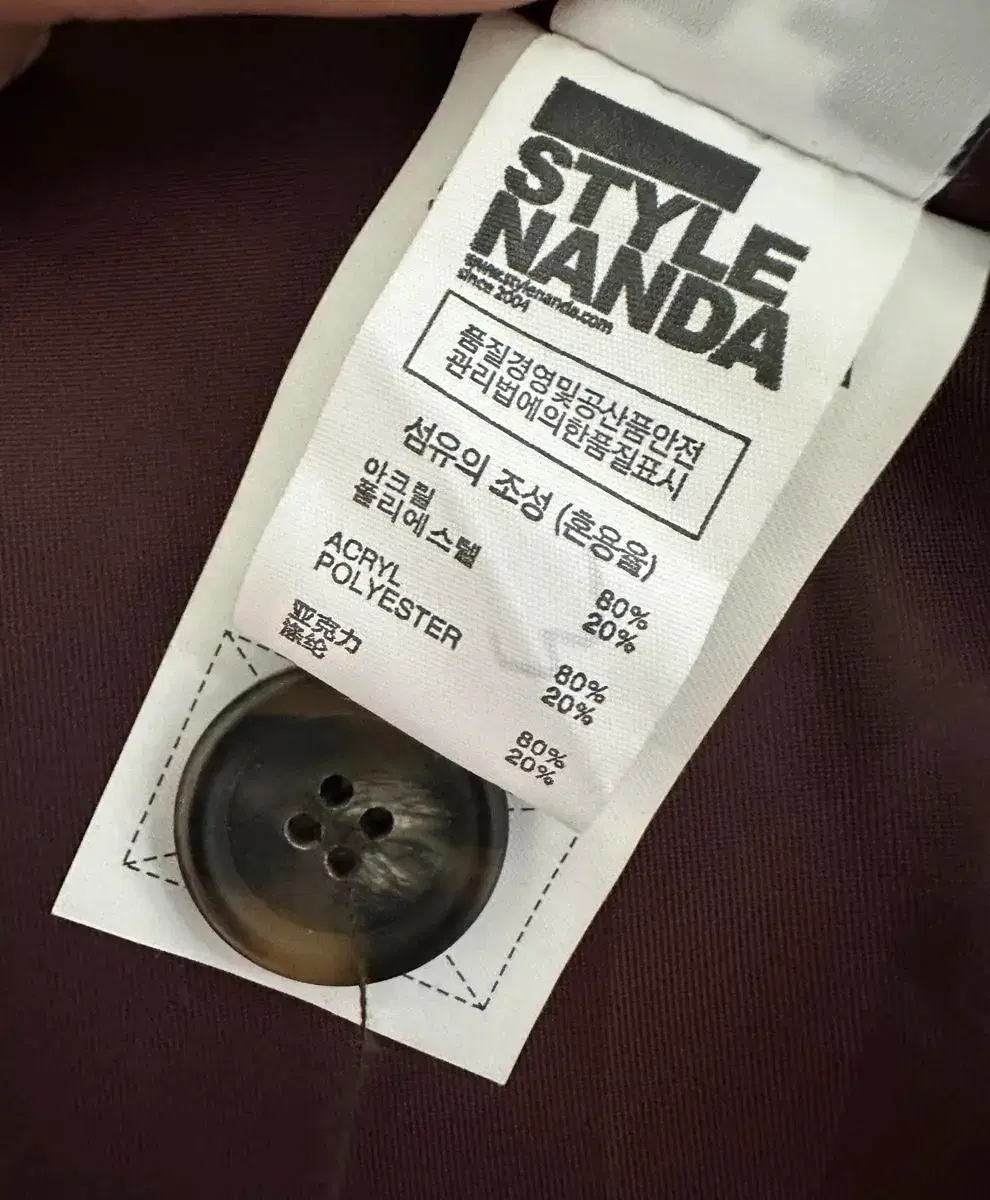 STYLE
NANDA
www.stylenanda.com
since 2004
품질경영및공산품안전
관리법에의한품질표시
섬유의 조성 (혼용율)
아크릴 80%
폴리에스텔 20%
ACRYL 80%
POLYESTER 20%
亚克力 80%
涤纶 20%